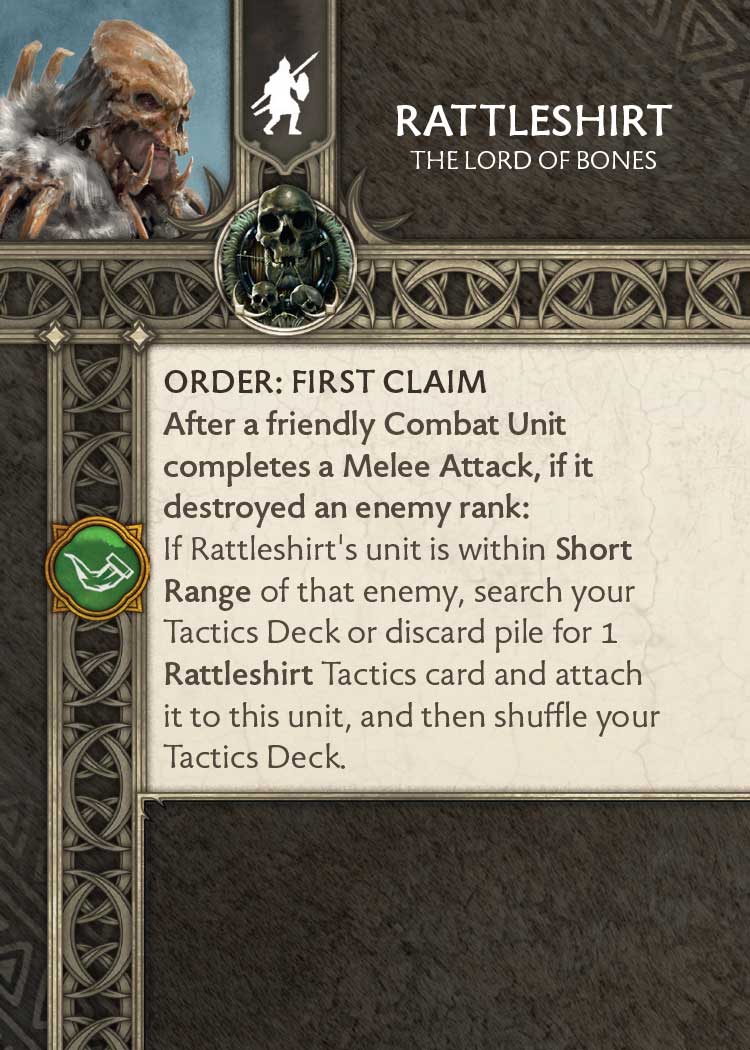 RATTLESHIRT
THE LORD OF BONES
ORDER: FIRST CLAIM
After a friendly Combat Unit
completes a Melee Attack, if it
destroyed an enemy rank:
If Rattleshirt's unit is within Short
Range of that enemy, search your
Tactics Deck or discard pile for 1
Rattleshirt Tactics card and attach
it to this unit, and then shuffle your
Tactics Deck.